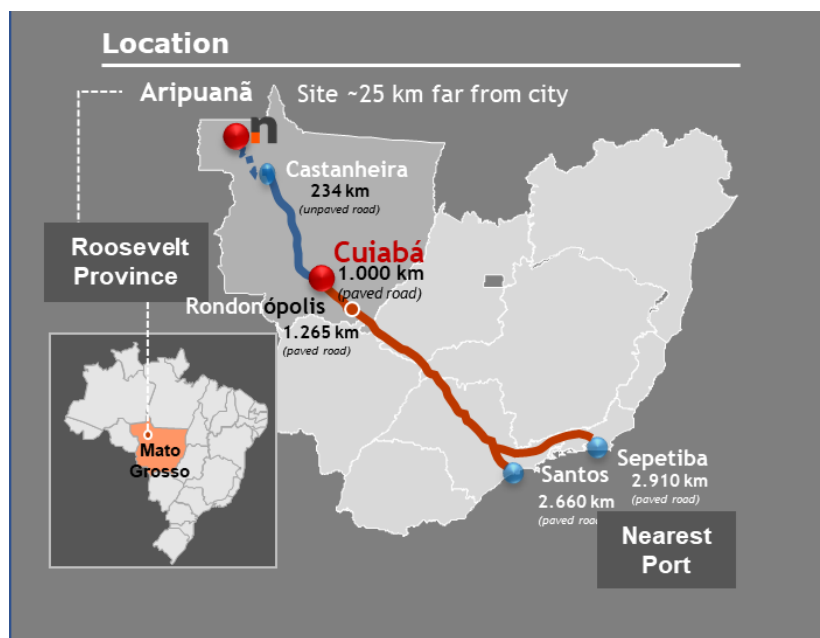 Location
Aripuanã
Site ~25 km far from city
n
Castanheira
234 km
(unpaved road)
Roosevelt
Province
Cuiabá
1.000 km
(paved road)
Rondonópolis
1.265 km
(paved road)
Mato
Grosso
Sepetiba
2.910 km
(paved road)
Santos
2.660 km
(paved road
Nearest
Port